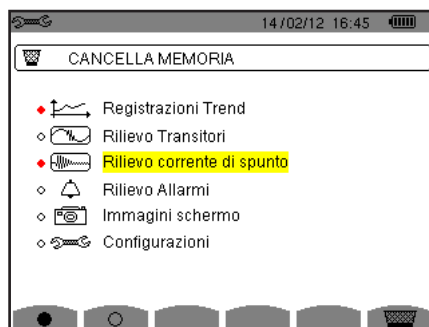 14/02/12 16:45
CANCELLA MEMORIA
Registrazioni Trend
Rilievo Transitori
Rilievo corrente di spunto
Rilievo Allarmi
Immagini schermo
Configurazioni